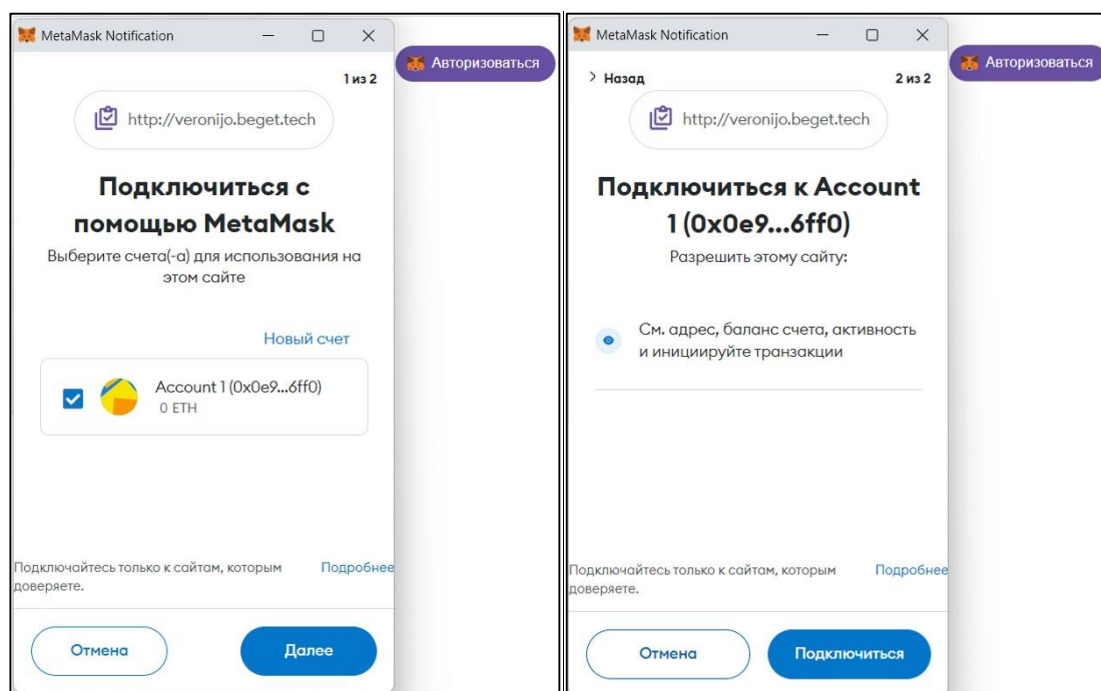 MetaMask Notification
Авторизоваться
1 из 2
http://veronijo.beget.tech
Подключиться с
помощью MetaMask
Выберите счета(-а) для использования на
этом сайте
Новый счет
Account 1 (0x0e9...6ff0)
0 ETH
Подключайтесь только к сайтам, которым
доверяете.
Подробнее
Отмена
Далее
MetaMask Notification
Авторизоваться
Назад
2 из 2
http://veronijo.beget.tech
Подключиться к Account
1 (0x0e9...6ff0)
Разрешить этому сайту:
См. адрес, баланс счета, активность
и инициируйте транзакции
Подключайтесь только к сайтам, которым
доверяете.
Подробнее
Отмена
Подключиться